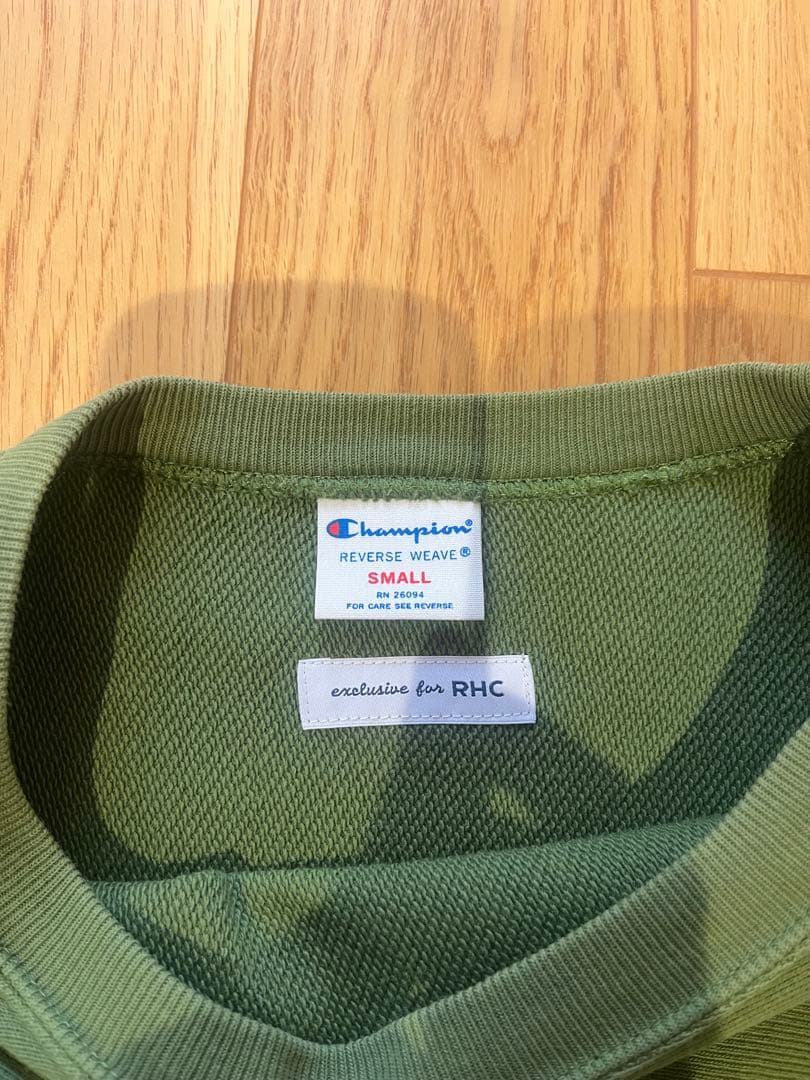 Champion®
REVERSE WEAVE®
SMALL
RN 26094
FOR CARE SEE REVERSE
exclusive for RHC